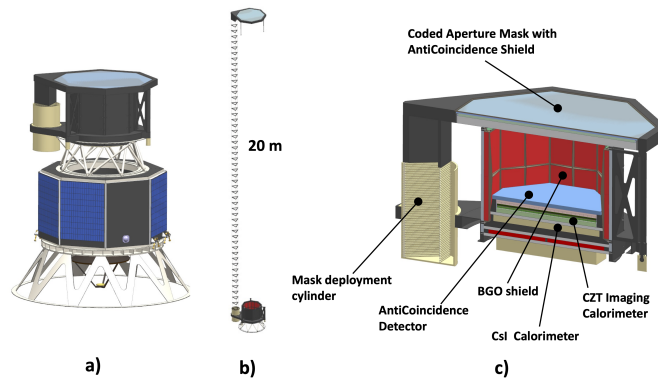 Coded Aperture Mask with
AntiCoincidence Shield
20 m
Mask deployment
cylinder
AntiCoincidence
Detector
BGO shield
CsI Calorimeter
CZT Imaging
Calorimeter
a)
b)
c)